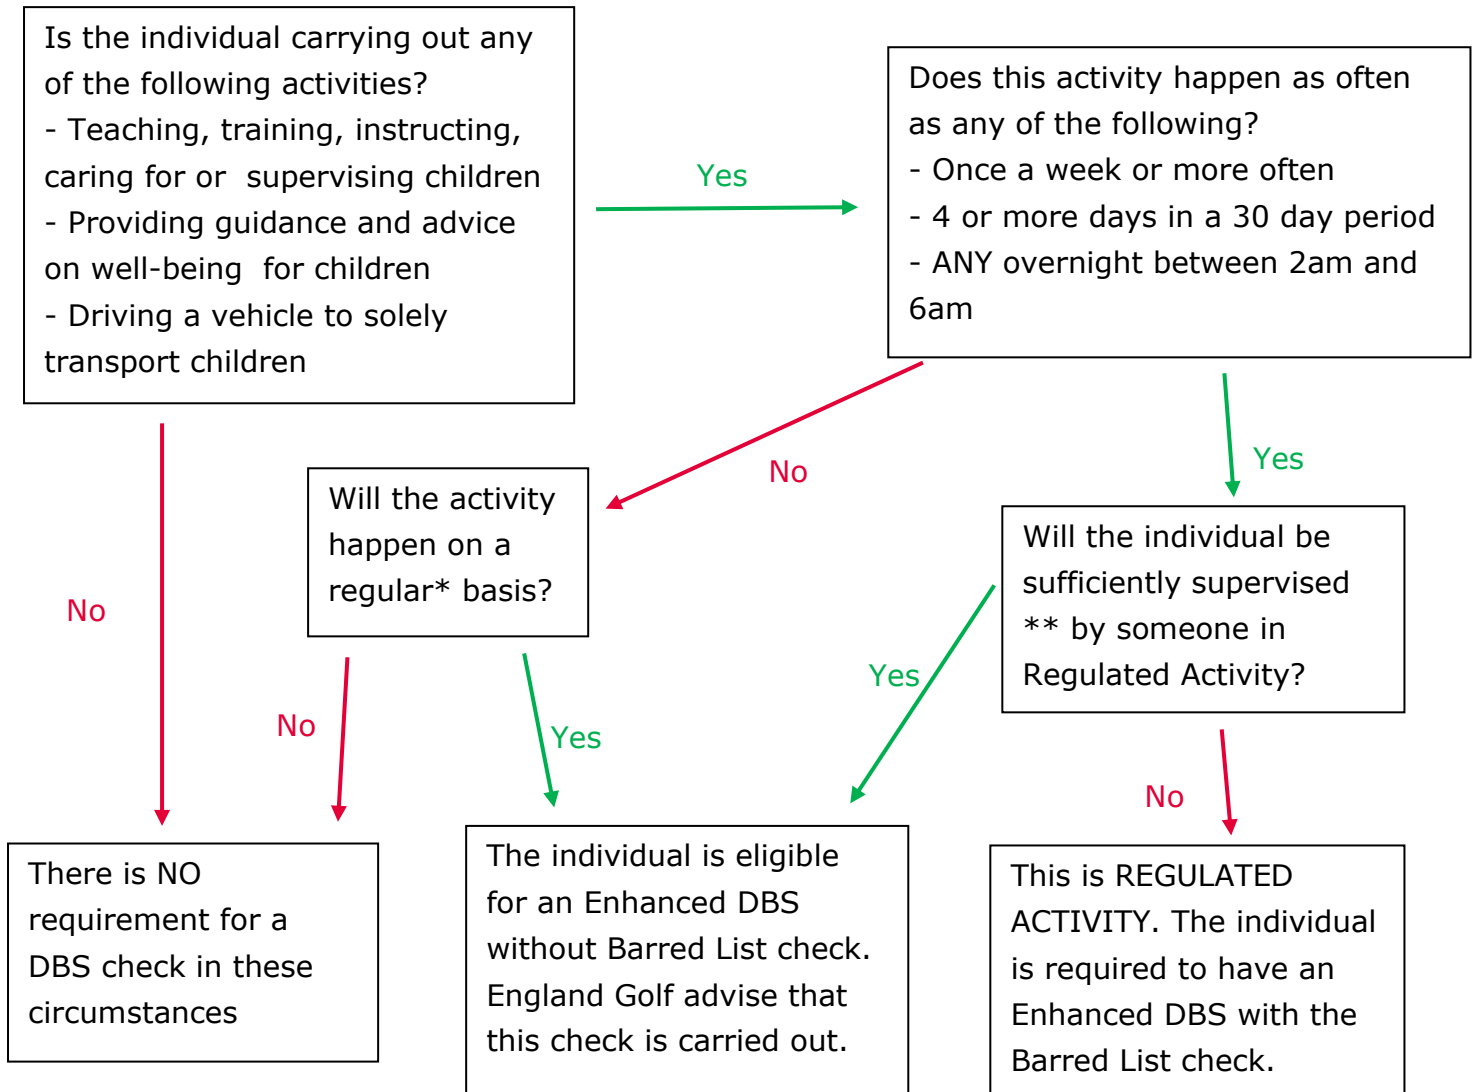 Is the individual carrying out any
of the following activities?
- Teaching, training, instructing,
caring for or  supervising children
- Providing guidance and advice
on well-being  for children
- Driving a vehicle to solely
transport children
Yes
Does this activity happen as often
as any of the following?
- Once a week or more often
- 4 or more days in a 30 day period
- ANY overnight between 2am and
6am
No
No
Yes
Will the activity
happen on a
regular* basis?
Will the individual be
sufficiently supervised
** by someone in
Regulated Activity?
No
Yes
Yes
No
There is NO
requirement for a
DBS check in these
circumstances
The individual is eligible
for an Enhanced DBS
without Barred List check.
England Golf advise that
this check is carried out.
This is REGULATED
ACTIVITY. The individual
is required to have an
Enhanced DBS with the
Barred List check.